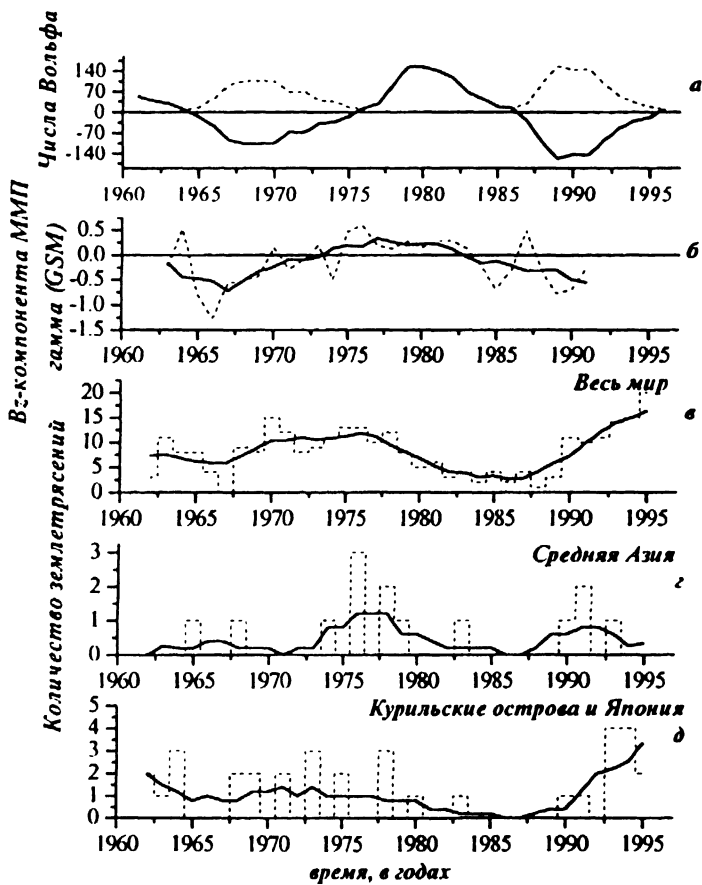 Числа Вольфа
140
70
0
-70
-140
а
1960 1965 1970 1975 1980 1985 1990 1995
Bz-компонента ММП
гамма (GSM)
0.5
0.0
-0.5
-1.0
-1.5
б
1960 1965 1970 1975 1980 1985 1990 1995
Количество землетрясений
Весь мир
20
15
10
5
0
в
1960 1965 1970 1975 1980 1985 1990 1995
Средняя Азия
3
2
1
0
г
1960 1965 1970 1975 1980 1985 1990 1995
Курильские острова и Япония
5
4
3
2
1
0
д
1960 1965 1970 1975 1980 1985 1990 1995
время, в годах